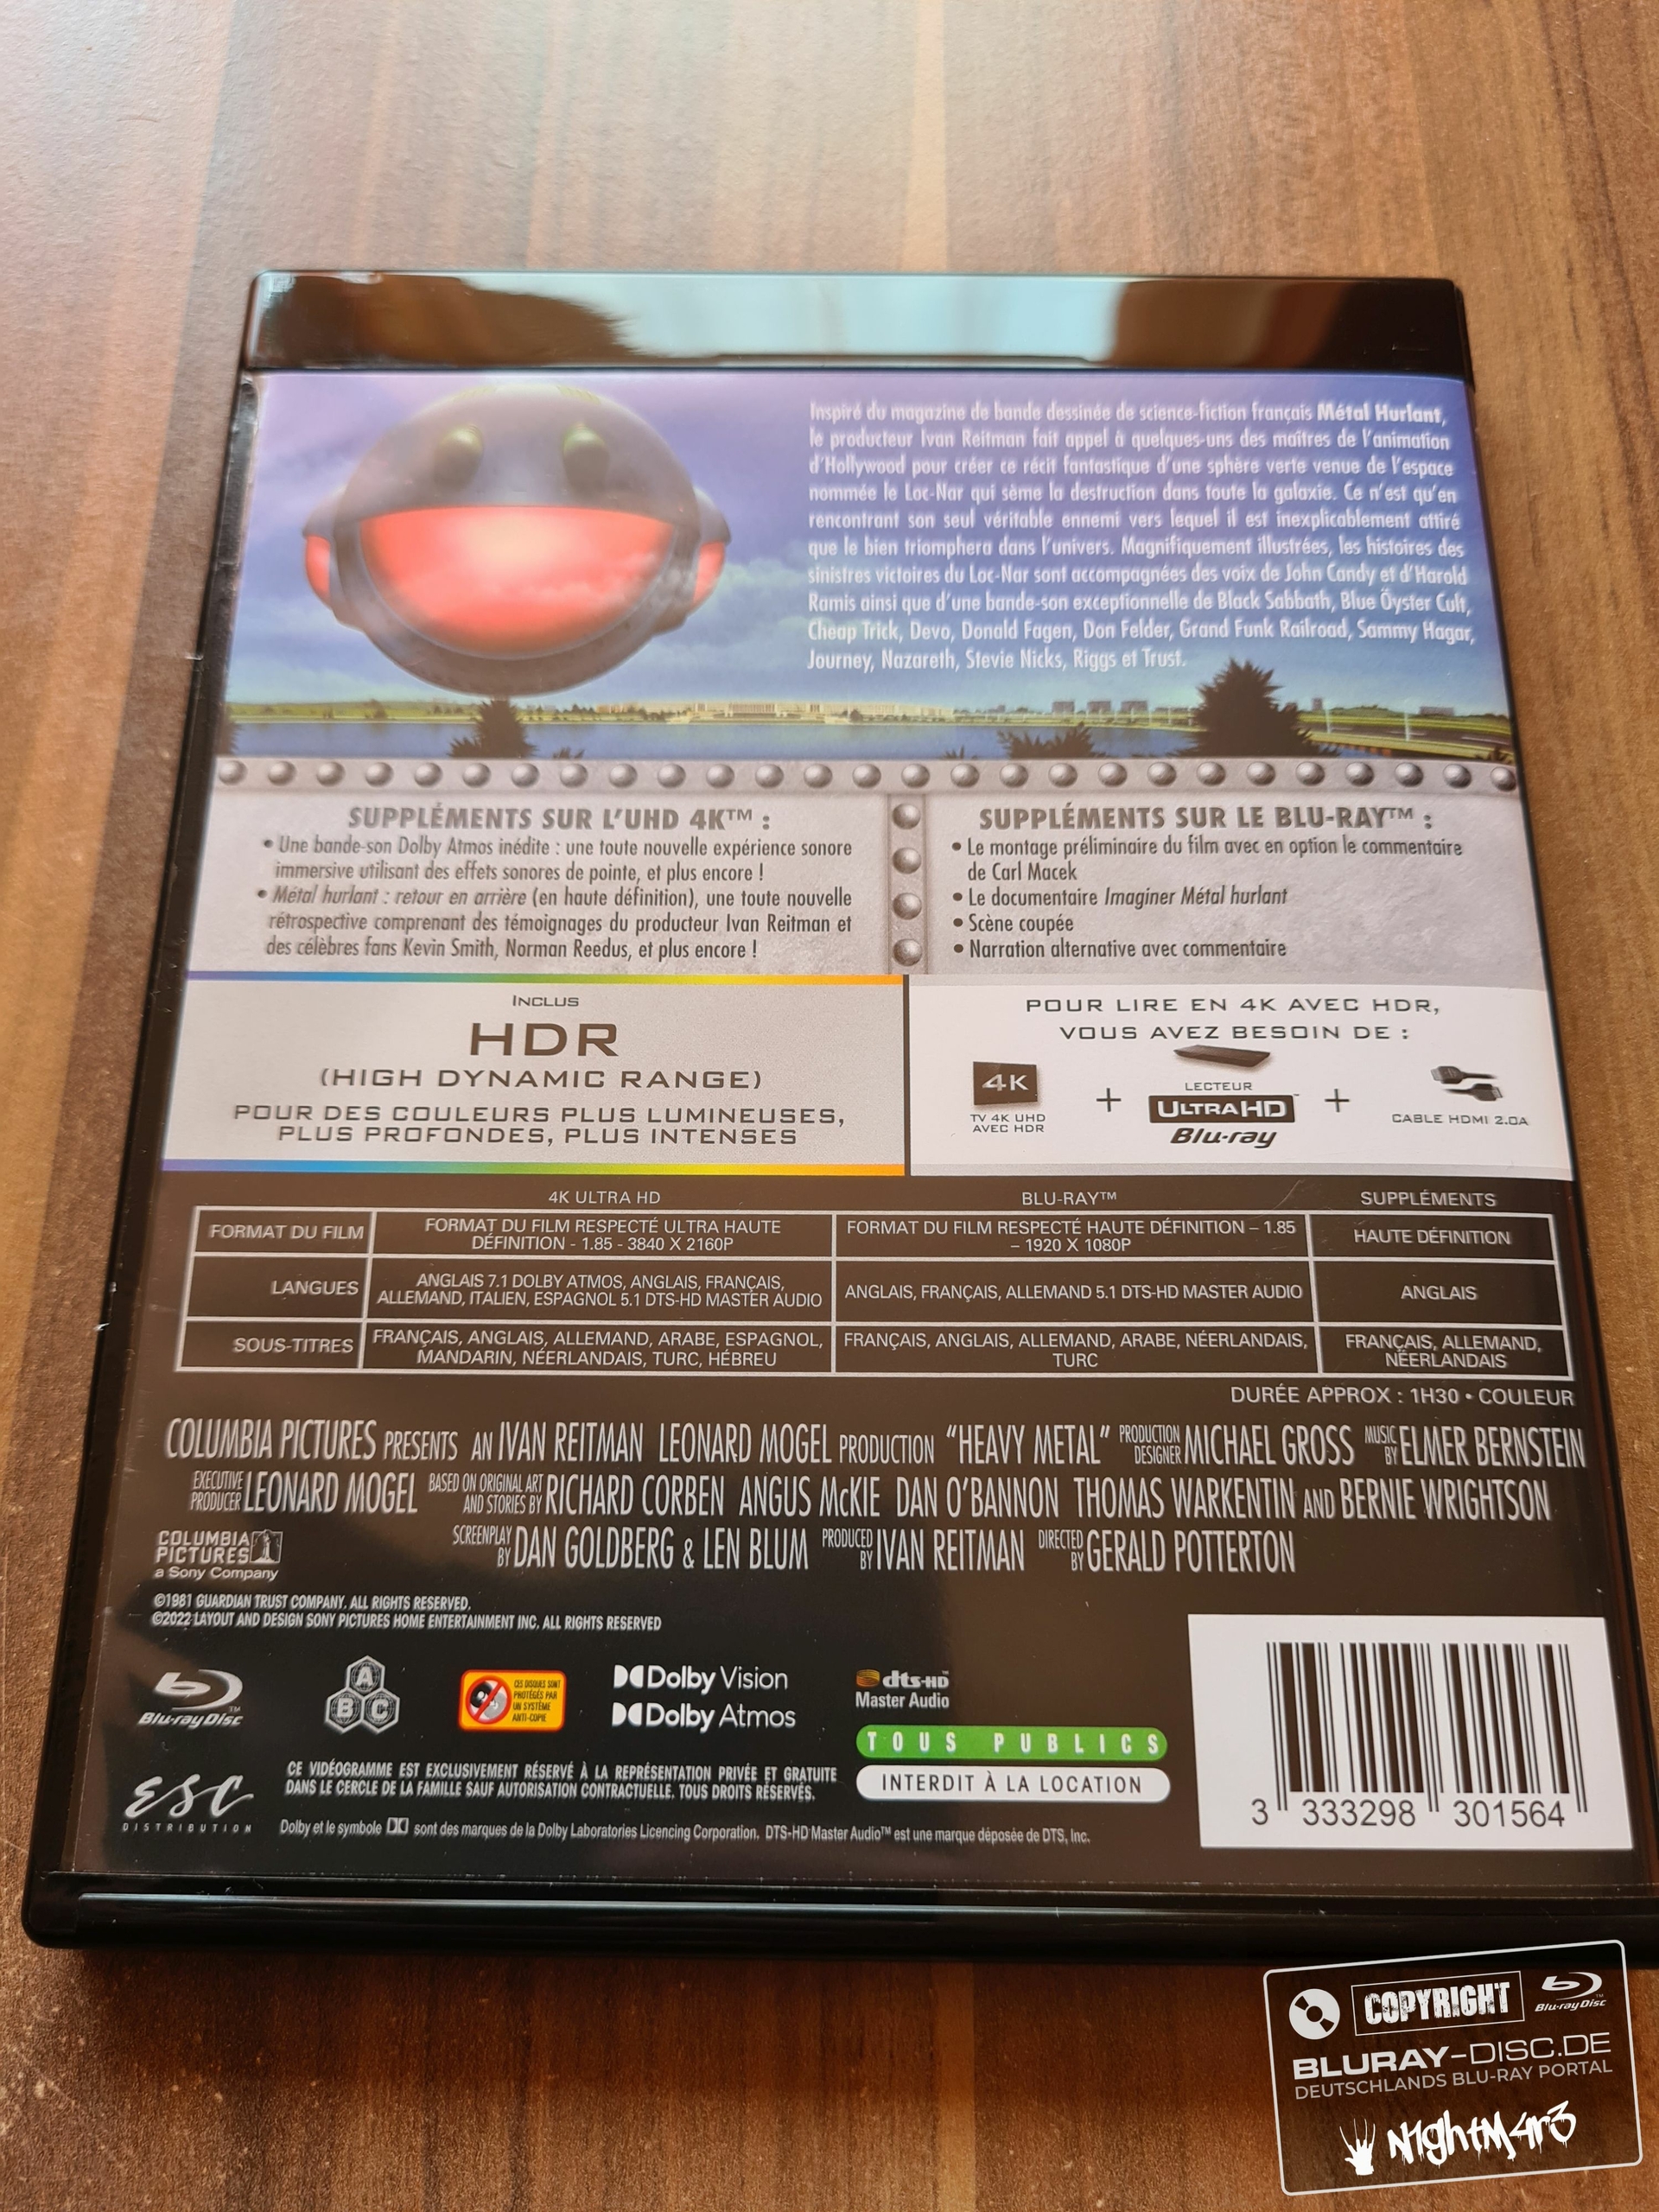 Inspiré du magazine de bande dessinée de science-fiction français Métal Hurlant,
le producteur Ivan Reitman fait appel à quelques-uns des maîtres de l'animation
d'Hollywood pour créer ce récit fantastique d'une sphère verte venue de l'espace
nommée le Loc-Nar qui sème la destruction dans toute la galaxie. Ce n'est qu'en
rencontrant son seul véritable ennemi vers lequel il est inexplicablement attiré
que le bien triomphera dans l'univers. Magnifiquement illustrées, les histoires des
sinistres victoires du Loc-Nar sont accompagnées des voix de John Candy et d'Harold
Ramis ainsi que d'une bande-son exceptionnelle de Black Sabbath, Blue Öyster Cult,
Cheap Trick, Devo, Donald Fagen, Don Felder, Grand Funk Railroad, Sammy Hagar,
Journey, Nazareth, Stevie Nicks, Riggs et Trust.
SUPPLÉMENTS SUR L'UHD 4K™ :
• Une bande-son Dolby Atmos inédite : une toute nouvelle expérience sonore
immersive utilisant des effets sonores de pointe, et plus encore !
• Métal hurlant : retour en arrière (en haute définition), une toute nouvelle
rétrospective comprenant des témoignages du producteur Ivan Reitman et
des célèbres fans Kevin Smith, Norman Reedus, et plus encore !
SUPPLÉMENTS SUR LE BLU-RAY™ :
• Le montage préliminaire du film avec en option le commentaire
de Carl Macek
• Le documentaire Imaginer Métal hurlant
• Scène coupée
• Narration alternative avec commentaire
INCLUS
HDR
(HIGH DYNAMIC RANGE)
POUR DES COULEURS PLUS LUMINEUSES,
PLUS PROFONDES, PLUS INTENSES
POUR LIRE EN 4K AVEC HDR,
VOUS AVEZ BESOIN DE :
4K
TV 4K UHD
AVEC HDR
+
LECTEUR
ULTRA HD™
Blu-ray
+
CABLE HDMI 2.0A
4K ULTRA HD
BLU-RAY™
SUPPLÉMENTS
FORMAT DU FILM
FORMAT DU FILM RESPECTÉ ULTRA HAUTE
DÉFINITION - 1.85 - 3840 X 2160P
FORMAT DU FILM RESPECTÉ HAUTE DÉFINITION – 1.85
– 1920 X 1080P
HAUTE DÉFINITION
LANGUES
ANGLAIS 7.1 DOLBY ATMOS, ANGLAIS, FRANÇAIS,
ALLEMAND, ITALIEN, ESPAGNOL 5.1 DTS-HD MASTER AUDIO
ANGLAIS, FRANÇAIS, ALLEMAND 5.1 DTS-HD MASTER AUDIO
ANGLAIS
SOUS-TITRES
FRANÇAIS, ANGLAIS, ALLEMAND, ARABE, ESPAGNOL,
MANDARIN, NÉERLANDAIS, TURC, HÉBREU
FRANÇAIS, ANGLAIS, ALLEMAND, ARABE, NÉERLANDAIS,
TURC
FRANÇAIS, ALLEMAND,
NÉERLANDAIS
DURÉE APPROX : 1H30 • COULEUR
COLUMBIA PICTURES PRESENTS AN IVAN REITMAN LEONARD MOGEL PRODUCTION "HEAVY METAL" PRODUCTION DESIGNER MICHAEL GROSS MUSIC BY ELMER BERNSTEIN
EXECUTIVE PRODUCER LEONARD MOGEL BASED ON ORIGINAL ART AND STORIES BY RICHARD CORBEN ANGUS McKIE DAN O'BANNON THOMAS WARKENTIN AND BERNIE WRIGHTSON
SCREENPLAY BY DAN GOLDBERG & LEN BLUM PRODUCED BY IVAN REITMAN DIRECTED BY GERALD POTTERTON
COLUMBIA
PICTURES
a Sony Company
©1981 GUARDIAN TRUST COMPANY. ALL RIGHTS RESERVED.
©2022 LAYOUT AND DESIGN SONY PICTURES HOME ENTERTAINMENT INC. ALL RIGHTS RESERVED
Blu-ray Disc™
A
B C
CES DISQUES SONT
PROTÉGÉS PAR
UN SYSTÈME
ANTI-COPIE
Dolby Vision
Dolby Atmos
dts-HD™
Master Audio
TOUS PUBLICS
INTERDIT À LA LOCATION
ESC
DISTRIBUTION
CE VIDÉOGRAMME EST EXCLUSIVEMENT RÉSERVÉ À LA REPRÉSENTATION PRIVÉE ET GRATUITE
DANS LE CERCLE DE LA FAMILLE SAUF AUTORISATION CONTRACTUELLE. TOUS DROITS RÉSERVÉS.
Dolby et le symbole sont des marques de la Dolby Laboratories Licencing Corporation. DTS-HD Master Audio™ est une marque déposée de DTS, Inc.
3 333298 301564
COPYRIGHT
Blu-ray Disc™
BLURAY-DISC.DE
DEUTSCHLANDS BLU-RAY PORTAL
N1ghtM4r3